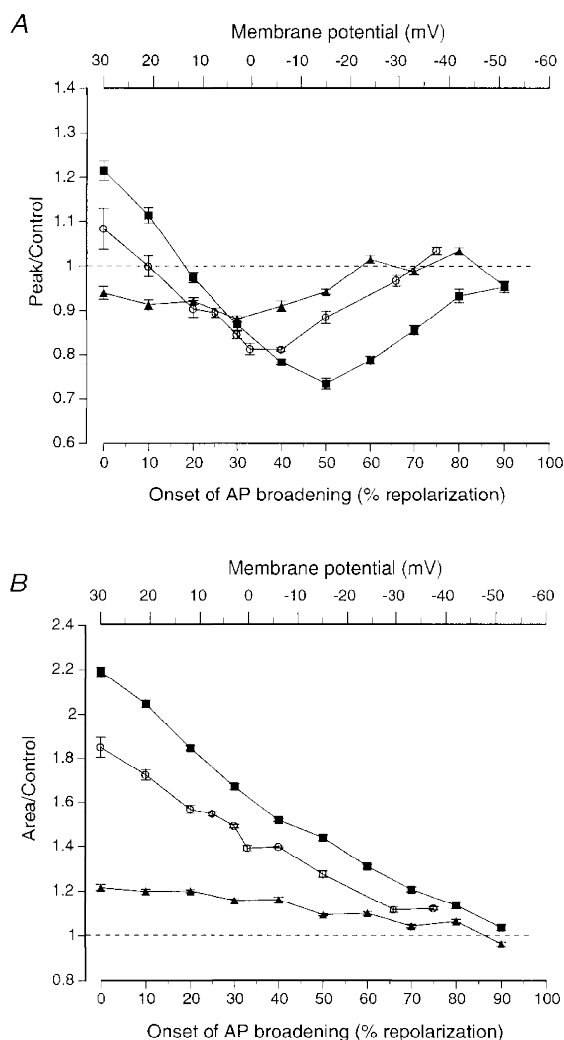 A
Membrane potential (mV)
30 20 10 0 -10 -20 -30 -40 -50 -60
1.4
1.3
1.2
1.1
1
0.9
0.8
0.7
0.6
Peak/Control
0 10 20 30 40 50 60 70 80 90 100
Onset of AP broadening (% repolarization)
B
Membrane potential (mV)
30 20 10 0 -10 -20 -30 -40 -50 -60
2.4
2.2
2
1.8
1.6
1.4
1.2
1
0.8
Area/Control
0 10 20 30 40 50 60 70 80 90 100
Onset of AP broadening (% repolarization)